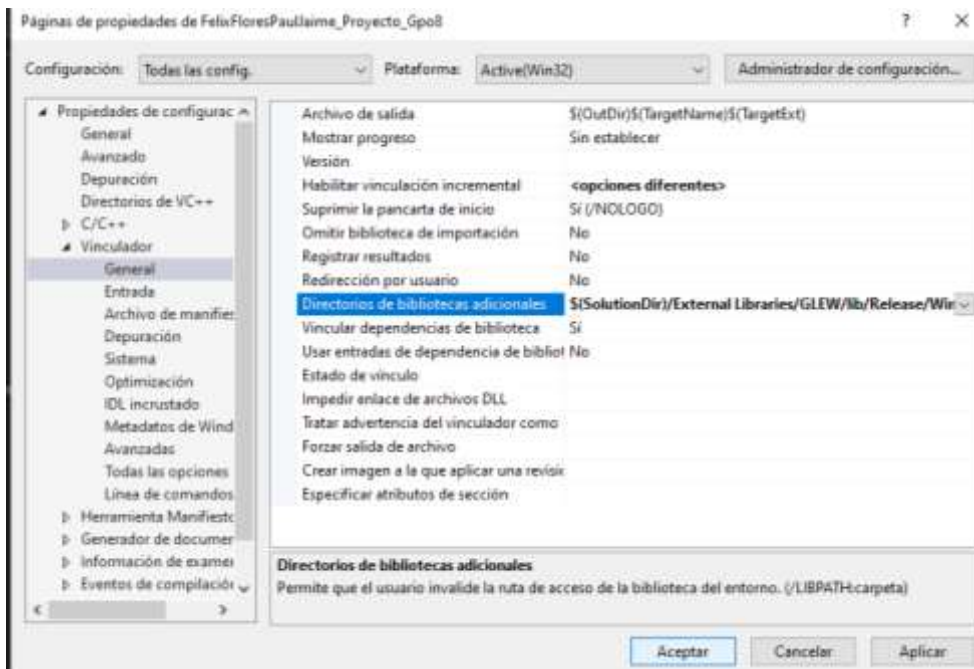 Páginas de propiedades de FelixFloresPaulJaime_Proyecto_Gpo8 ? ×
Configuración: Todas las config. Plataforma: Active(Win32) Administrador de configuración...
Propiedades de configurac
General
Avanzado
Depuración
Directorios de VC++
C/C++
Vinculador
General
Entrada
Archivo de manifies
Depuración
Sistema
Optimización
IDL incrustado
Metadatos de Wind
Avanzadas
Todas las opciones
Línea de comandos
Herramienta Manifiesto
Generador de documer
Información de examei
Eventos de compilación
Archivo de salida $(OutDir)$(TargetName)$(TargetExt)
Mostrar progreso Sin establecer
Versión
Habilitar vinculación incremental <opciones diferentes>
Suprimir la pancarta de inicio Sí (/NOLOGO)
Omitir biblioteca de importación No
Registrar resultados No
Redirección por usuario No
Directorios de bibliotecas adicionales $(SolutionDir)/External Libraries/GLEW/lib/Release/Win
Vincular dependencias de biblioteca Sí
Usar entradas de dependencia de bibliot No
Estado de vínculo
Impedir enlace de archivos DLL
Tratar advertencia del vinculador como
Forzar salida de archivo
Crear imagen a la que aplicar una revisió
Especificar atributos de sección
Directorios de bibliotecas adicionales
Permite que el usuario invalide la ruta de acceso de la biblioteca del entorno. (/LIBPATH:carpeta)
Aceptar Cancelar Aplicar